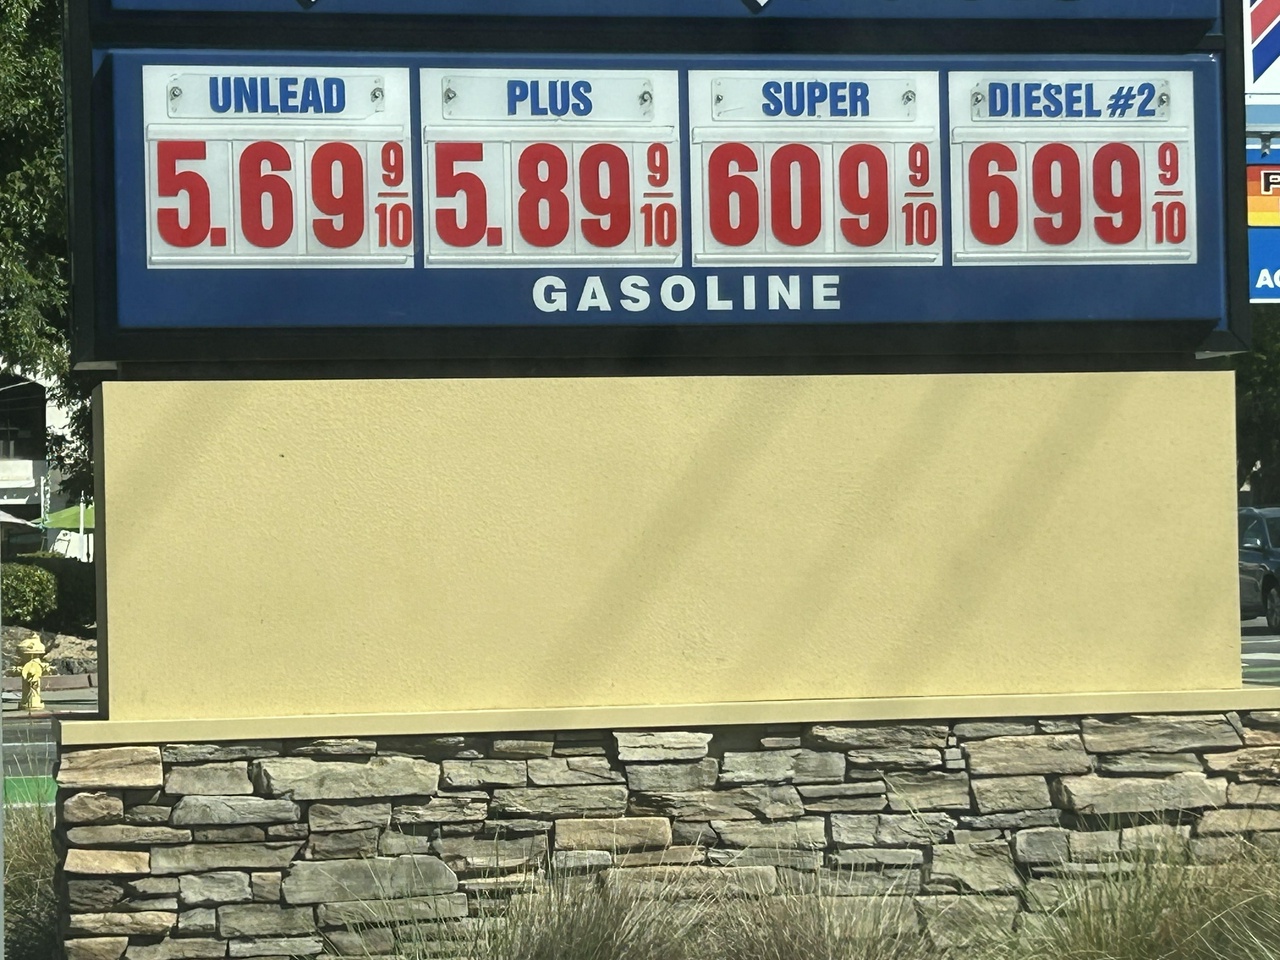 UNLEAD PLUS SUPER DIESEL #2
5.69 9/10 5.89 9/10 609 9/10 699 9/10
GASOLINE